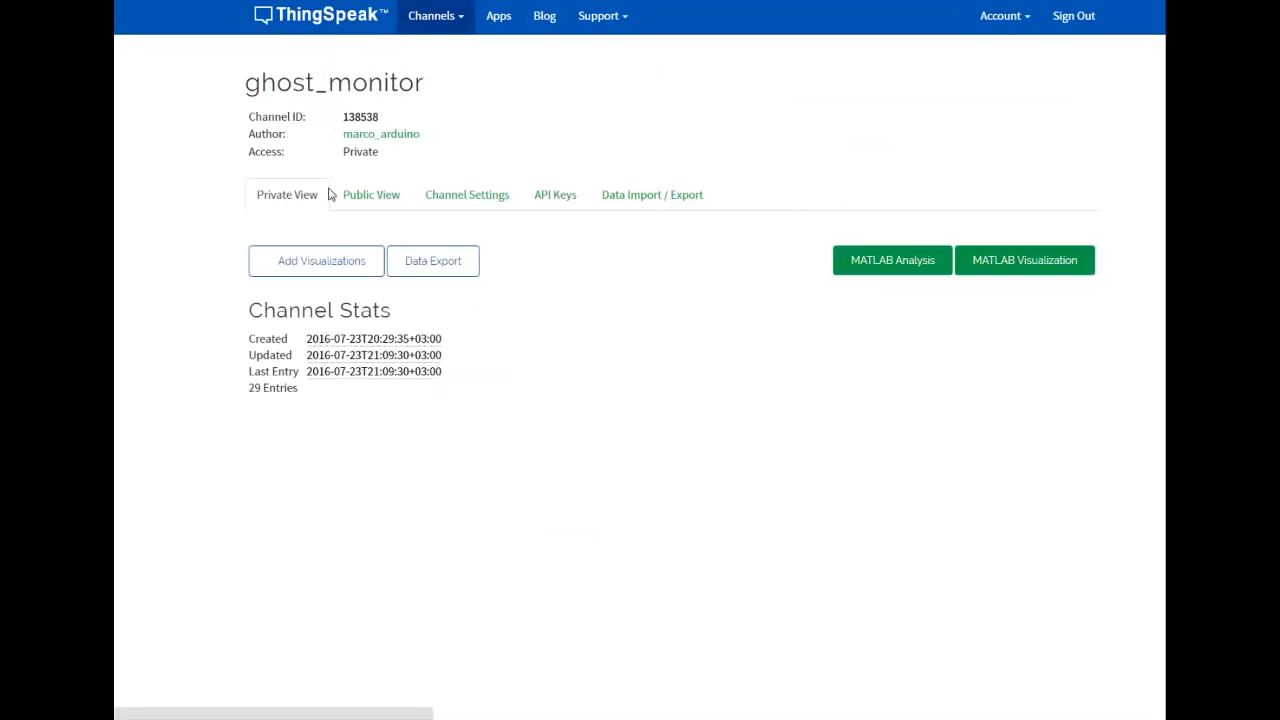 ThingSpeak™ Channels Apps Blog Support Account Sign Out
ghost_monitor
Channel ID: 138538
Author: marco_arduino
Access: Private
Private View Public View Channel Settings API Keys Data Import / Export
Add Visualizations Data Export MATLAB Analysis MATLAB Visualization
Channel Stats
Created 2016-07-23T20:29:35+03:00
Updated 2016-07-23T21:09:30+03:00
Last Entry 2016-07-23T21:09:30+03:00
29 Entries